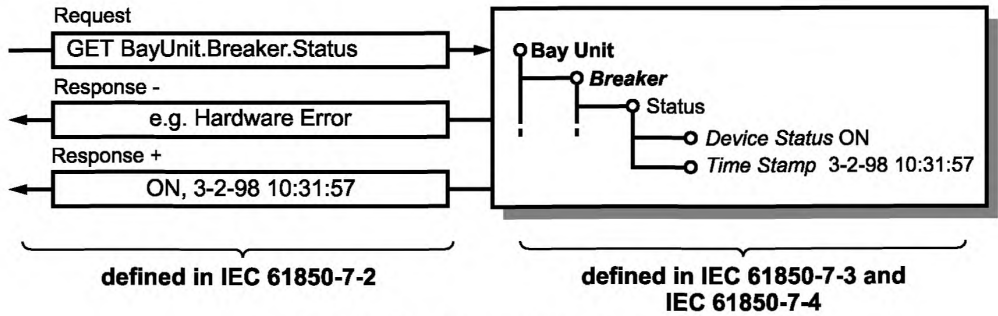 Request
GET BayUnit.Breaker.Status
Response -
e.g. Hardware Error
Response +
ON, 3-2-98 10:31:57
Bay Unit
Breaker
Status
Device Status ON
Time Stamp 3-2-98 10:31:57
defined in IEC 61850-7-2
defined in IEC 61850-7-3 and
IEC 61850-7-4